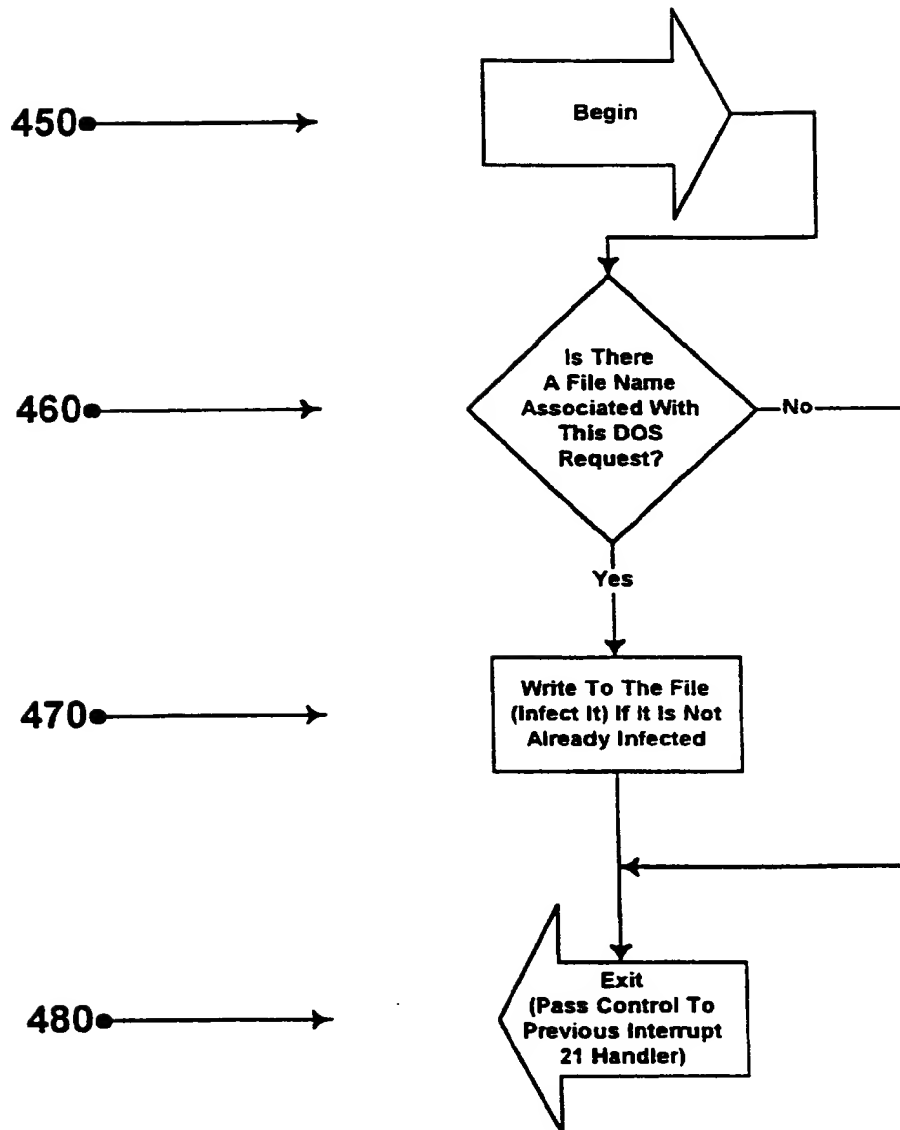 450
Begin
460
Is There
A File Name
Associated With
This DOS
Request?
No
Yes
470
Write To The File
(Infect It) If It Is Not
Already Infected
480
Exit
(Pass Control To
Previous Interrupt
21 Handler)